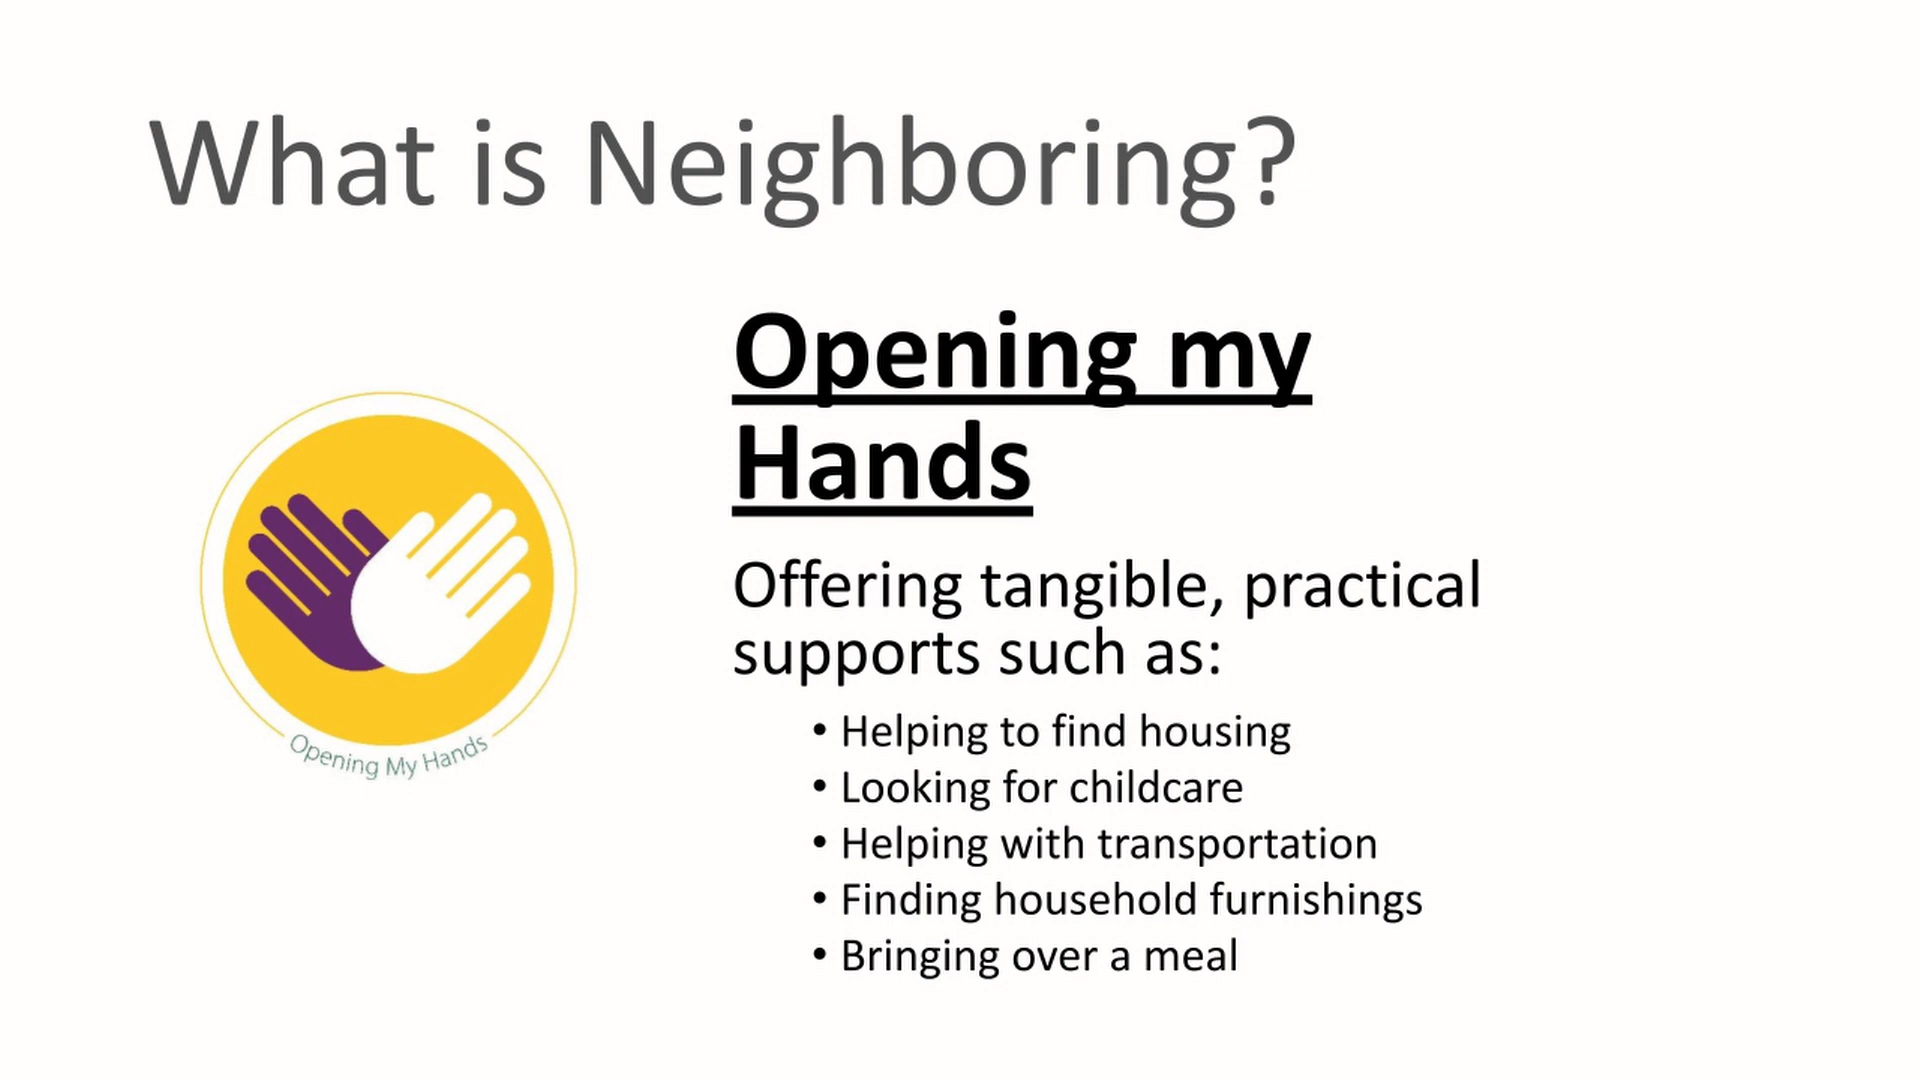 What is Neighboring?
Opening my
Hands
Offering tangible, practical
supports such as:
• Helping to find housing
• Looking for childcare
• Helping with transportation
• Finding household furnishings
• Bringing over a meal
Opening My Hands